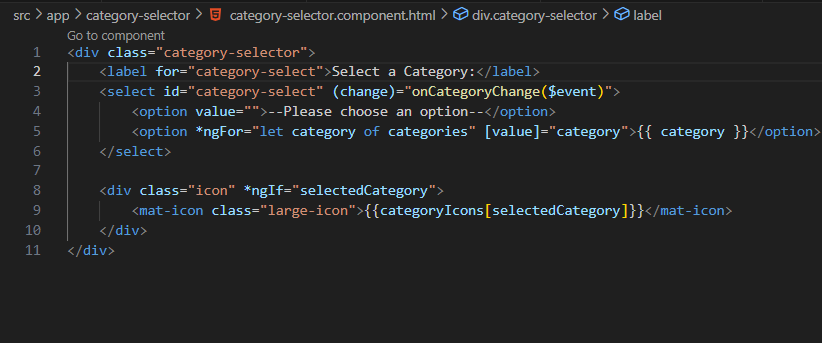 src > app > category-selector > category-selector.component.html > div.category-selector > label
Go to component
1 <div class="category-selector">
2 <label for="category-select">Select a Category:</label>
3 <select id="category-select" (change)="onCategoryChange($event)">
4 <option value="">--Please choose an option--</option>
5 <option *ngFor="let category of categories" [value]="category">{{ category }}</option>
6 </select>
7
8 <div class="icon" *ngIf="selectedCategory">
9 <mat-icon class="large-icon">{{categoryIcons[selectedCategory]}}</mat-icon>
10 </div>
11 </div>